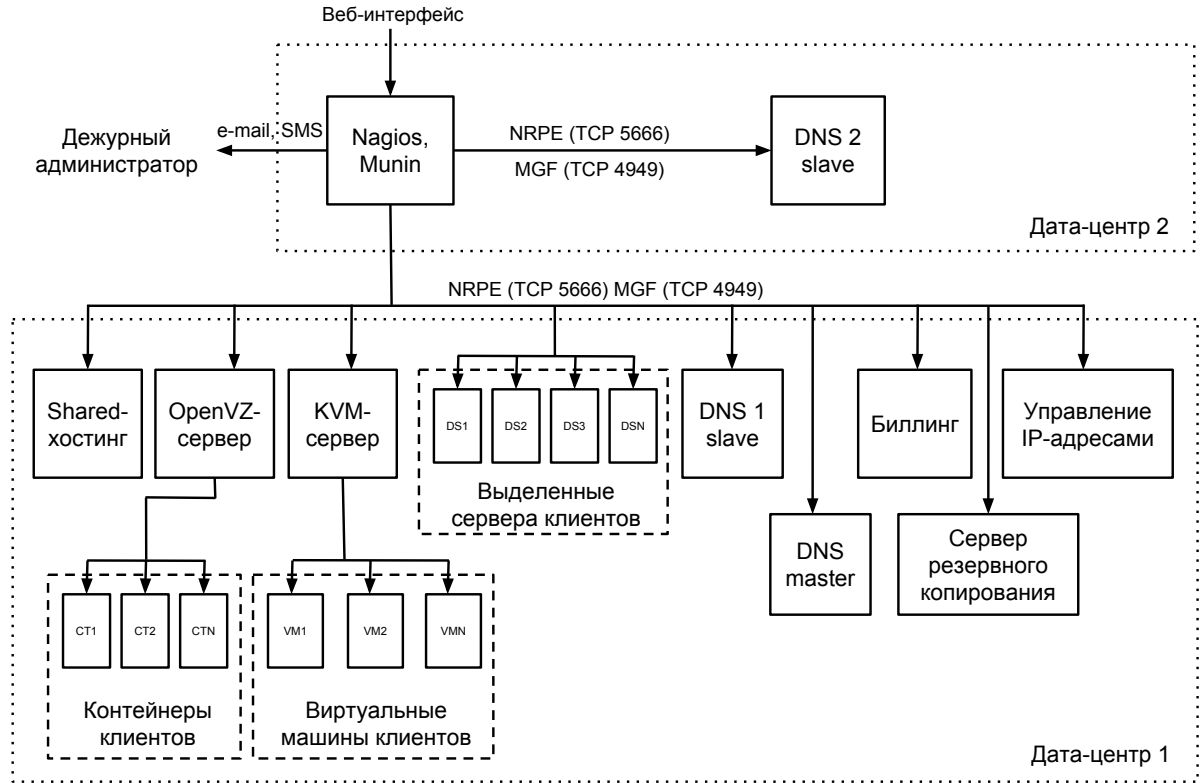 Веб-интерфейс
Дежурный
администратор
e-mail, SMS
Nagios,
Munin
NRPE (TCP 5666)
MGF (TCP 4949)
DNS 2
slave
Дата-центр 2
NRPE (TCP 5666) MGF (TCP 4949)
Shared-
хостинг
OpenVZ-
сервер
KVM-
сервер
DS1
DS2
DS3
DSN
Выделенные
сервера клиентов
DNS 1
slave
Биллинг
Управление
IP-адресами
DNS
master
Сервер
резервного
копирования
CT1
CT2
CTN
Контейнеры
клиентов
VM1
VM2
VMN
Виртуальные
машины клиентов
Дата-центр 1